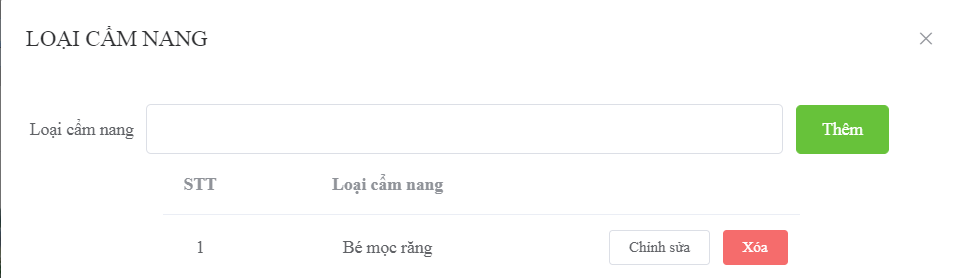 LOẠI CẨM NANG
Loại cẩm nang Thêm
STT Loại cẩm nang
1 Bé mọc răng Chỉnh sửa Xóa